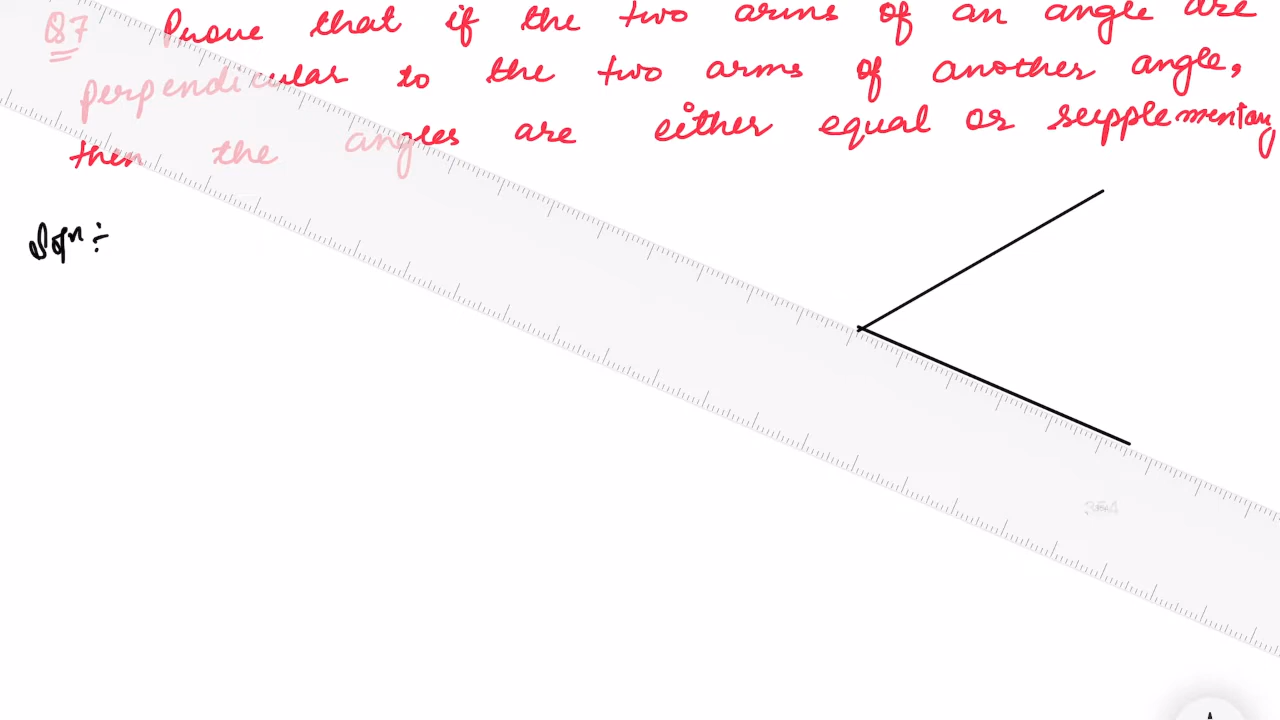 Q7 Prove that if the two arms of an angle are
perpendicular to the two arms of another angle,
then the angles are either equal or supplementary
Solⁿ :-